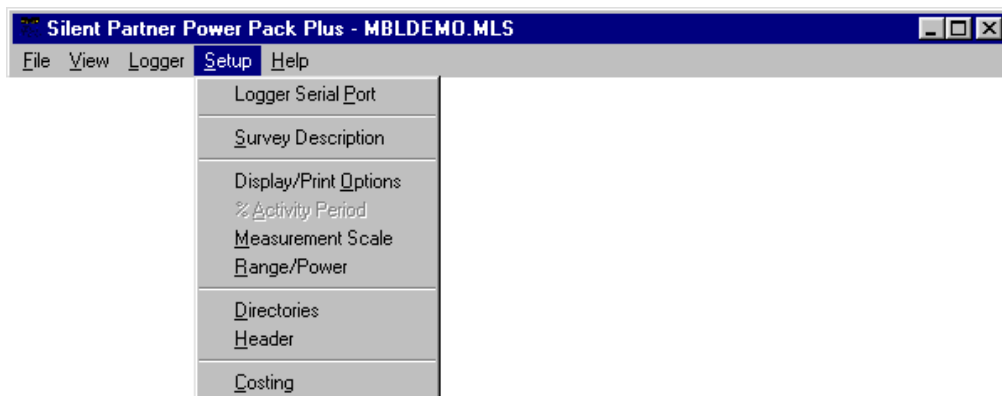 Silent Partner Power Pack Plus - MBLDEMO.MLS
File View Logger Setup Help
Logger Serial Port
Survey Description
Display/Print Options
% Activity Period
Measurement Scale
Range/Power
Directories
Header
Costing